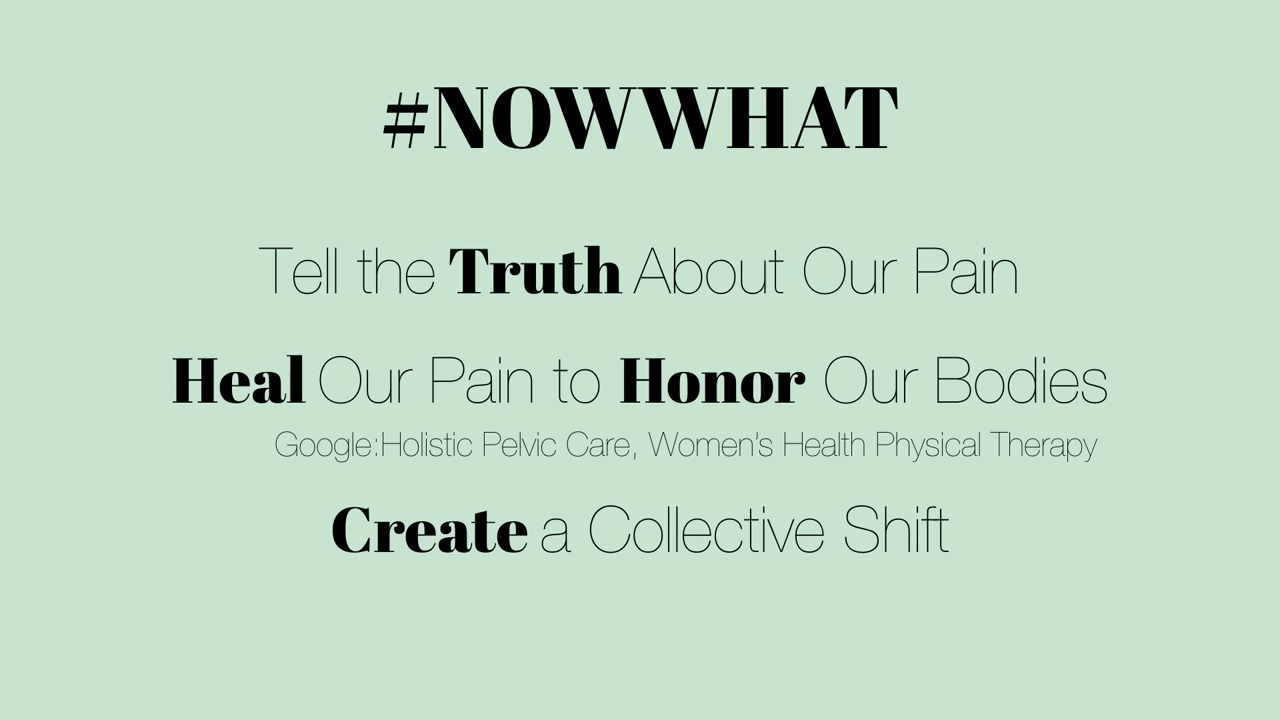 #NOWWHAT
Tell the Truth About Our Pain
Heal Our Pain to Honor Our Bodies
Google:Holistic Pelvic Care, Women's Health Physical Therapy
Create a Collective Shift